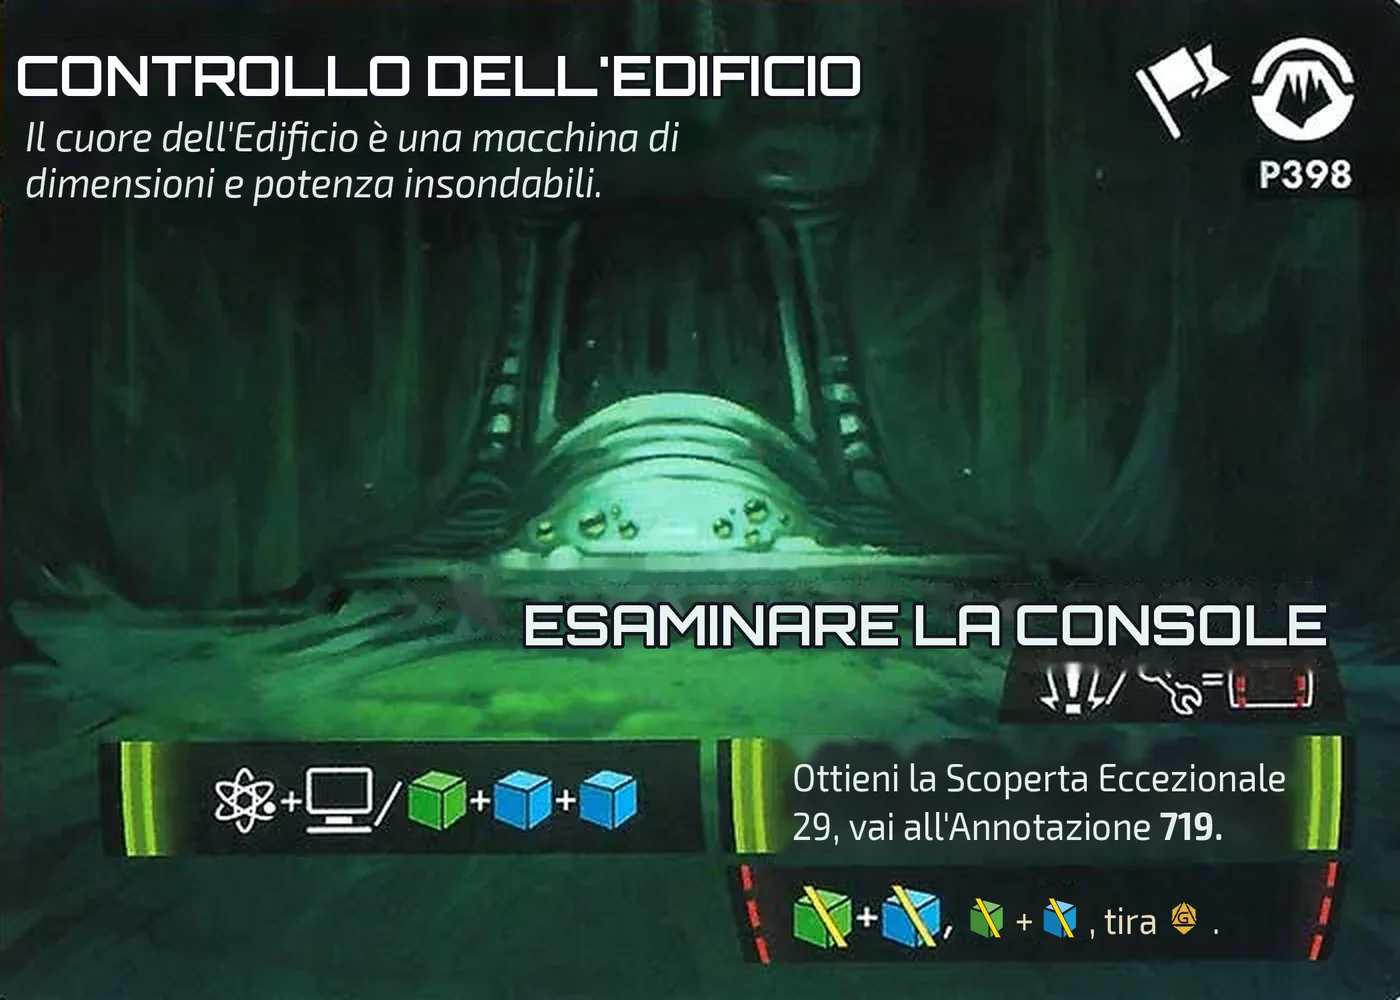 CONTROLLO DELL'EDIFICIO
Il cuore dell'Edificio è una macchina di
dimensioni e potenza insondabili.
P398
ESAMINARE LA CONSOLE
! / =
+ / + +
Ottieni la Scoperta Eccezionale
29, vai all'Annotazione 719.
+ , + , tira G .